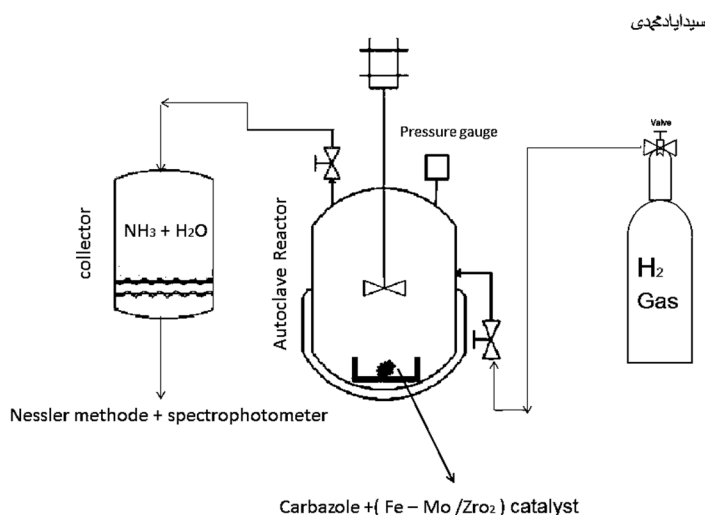 سیدایادمجدی
Valve
Pressure gauge
NH₃ + H₂O
collector
Autoclave Reactor
H₂
Gas
Nessler methode + spectrophotometer
Carbazole +( Fe – Mo /Zro₂ ) catalyst